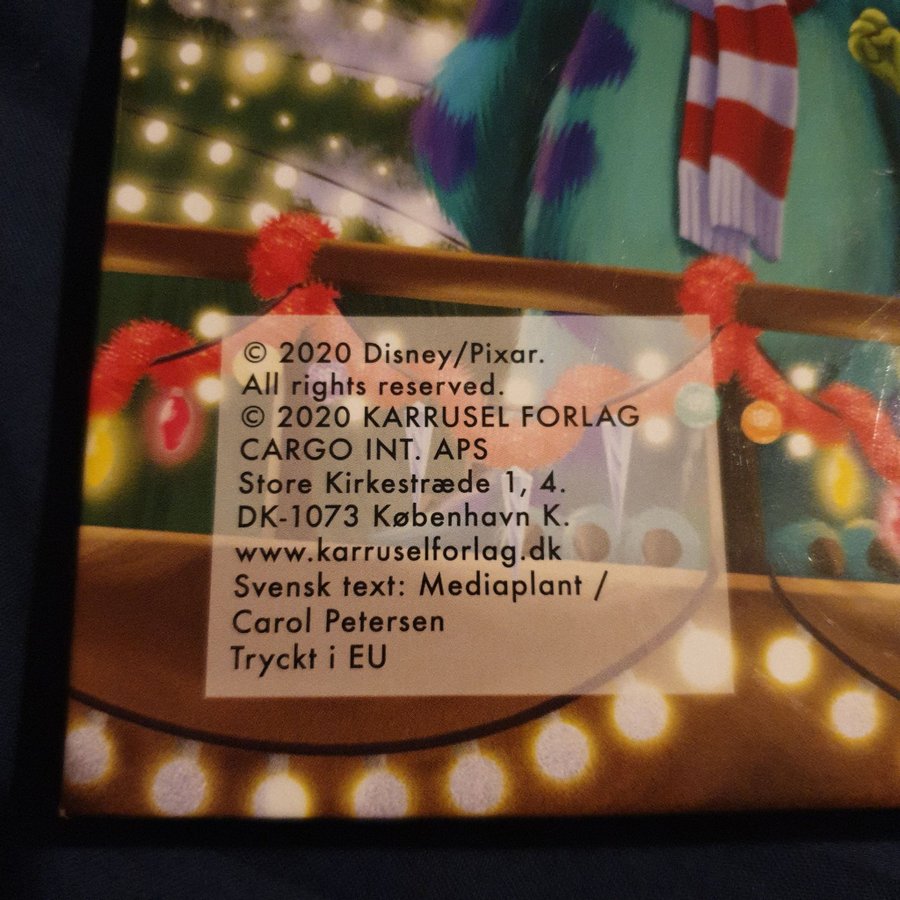 © 2020 Disney/Pixar.
All rights reserved.
© 2020 KARRUSEL FORLAG
CARGO INT. APS
Store Kirkestræde 1, 4.
DK-1073 København K.
www.karruselforlag.dk
Svensk text: Mediaplant /
Carol Petersen
Tryckt i EU